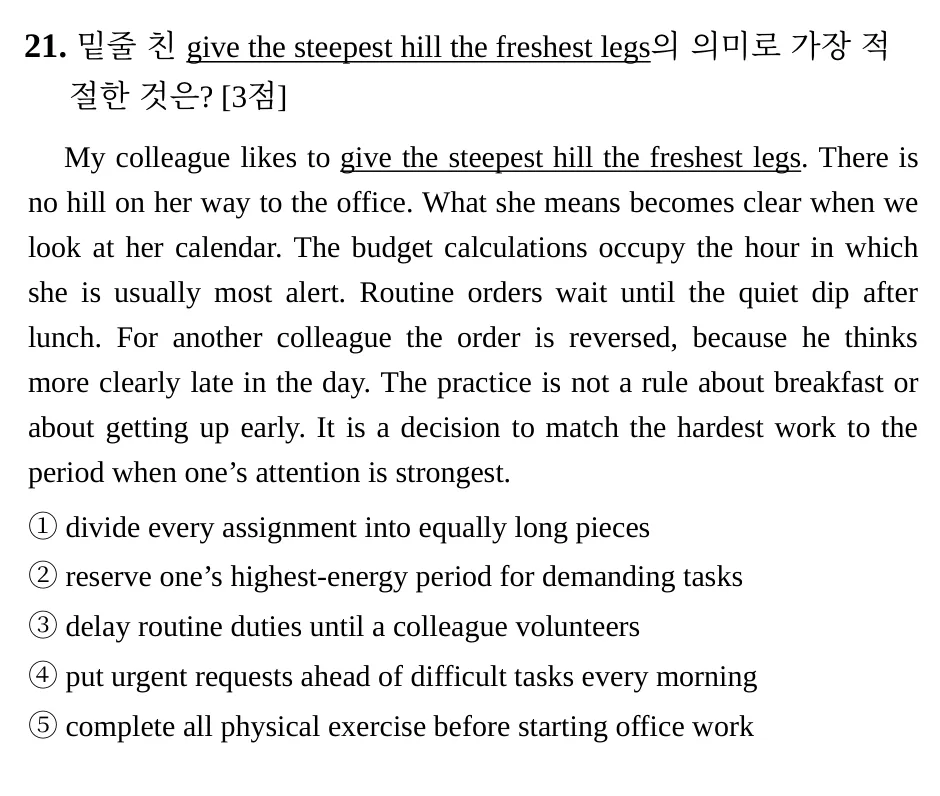 21. 밑줄 친 give the steepest hill the freshest legs의 의미로 가장 적
절한 것은? [3점]
My colleague likes to give the steepest hill the freshest legs. There is
no hill on her way to the office. What she means becomes clear when we
look at her calendar. The budget calculations occupy the hour in which
she is usually most alert. Routine orders wait until the quiet dip after
lunch. For another colleague the order is reversed, because he thinks
more clearly late in the day. The practice is not a rule about breakfast or
about getting up early. It is a decision to match the hardest work to the
period when one’s attention is strongest.
① divide every assignment into equally long pieces
② reserve one’s highest-energy period for demanding tasks
③ delay routine duties until a colleague volunteers
④ put urgent requests ahead of difficult tasks every morning
⑤ complete all physical exercise before starting office work